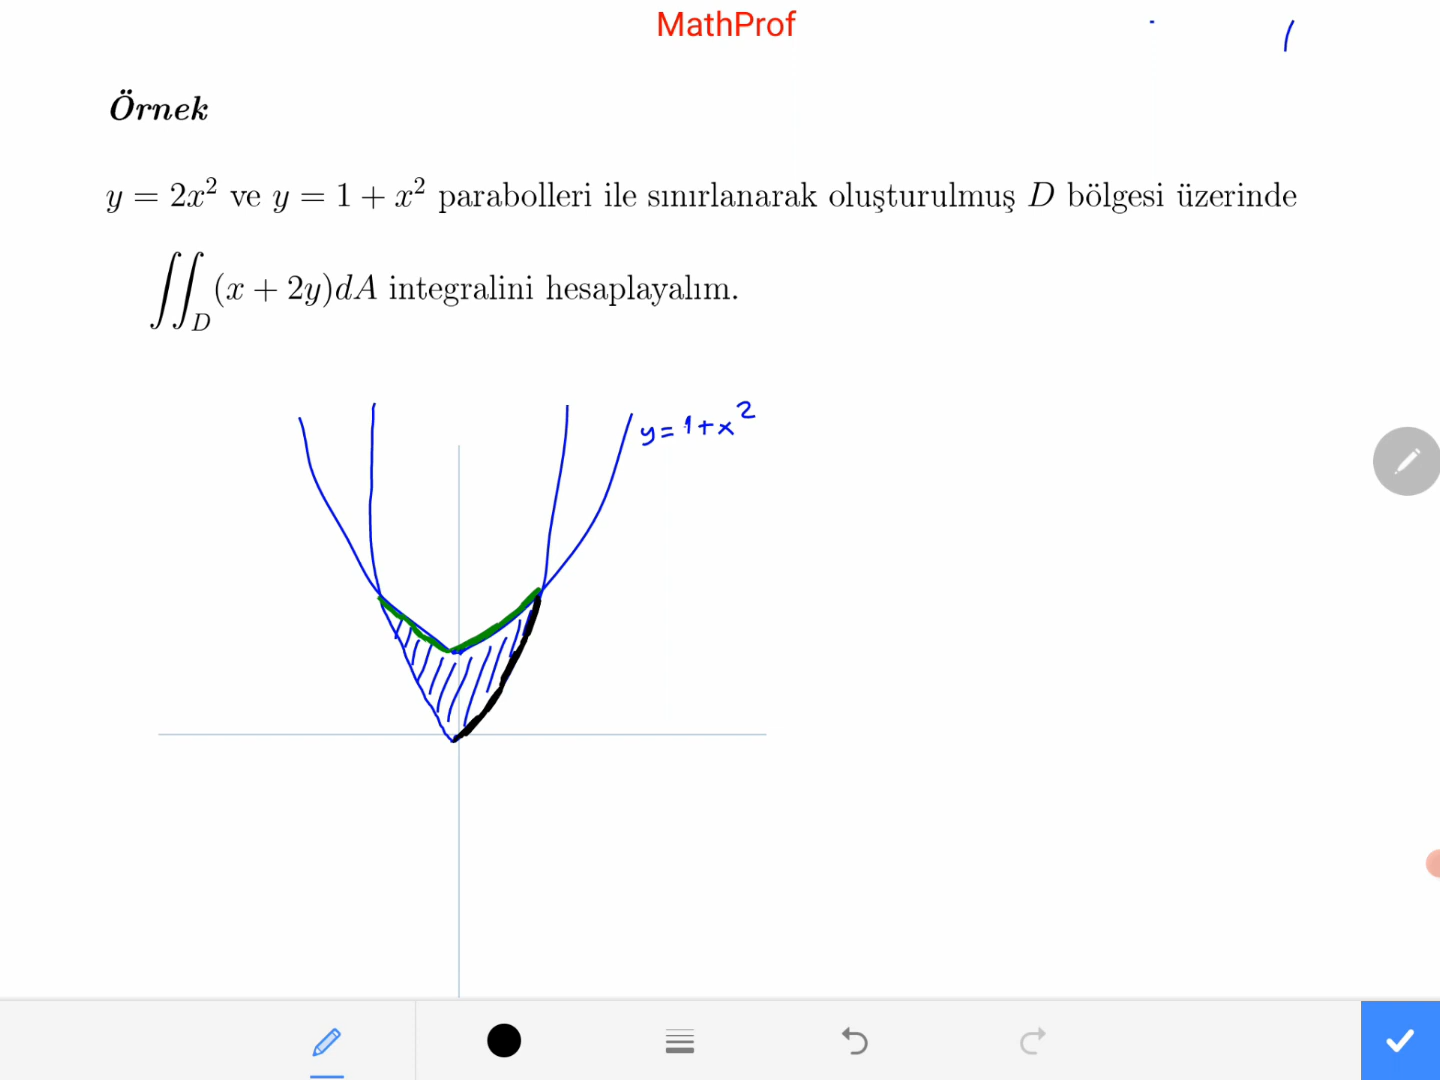 MathProf
Örnek
y = 2x² ve y = 1 + x² parabolleri ile sınırlanarak oluşturulmuş D bölgesi üzerinde
∬_D (x + 2y)dA integralini hesaplayalım.
y = 1 + x²